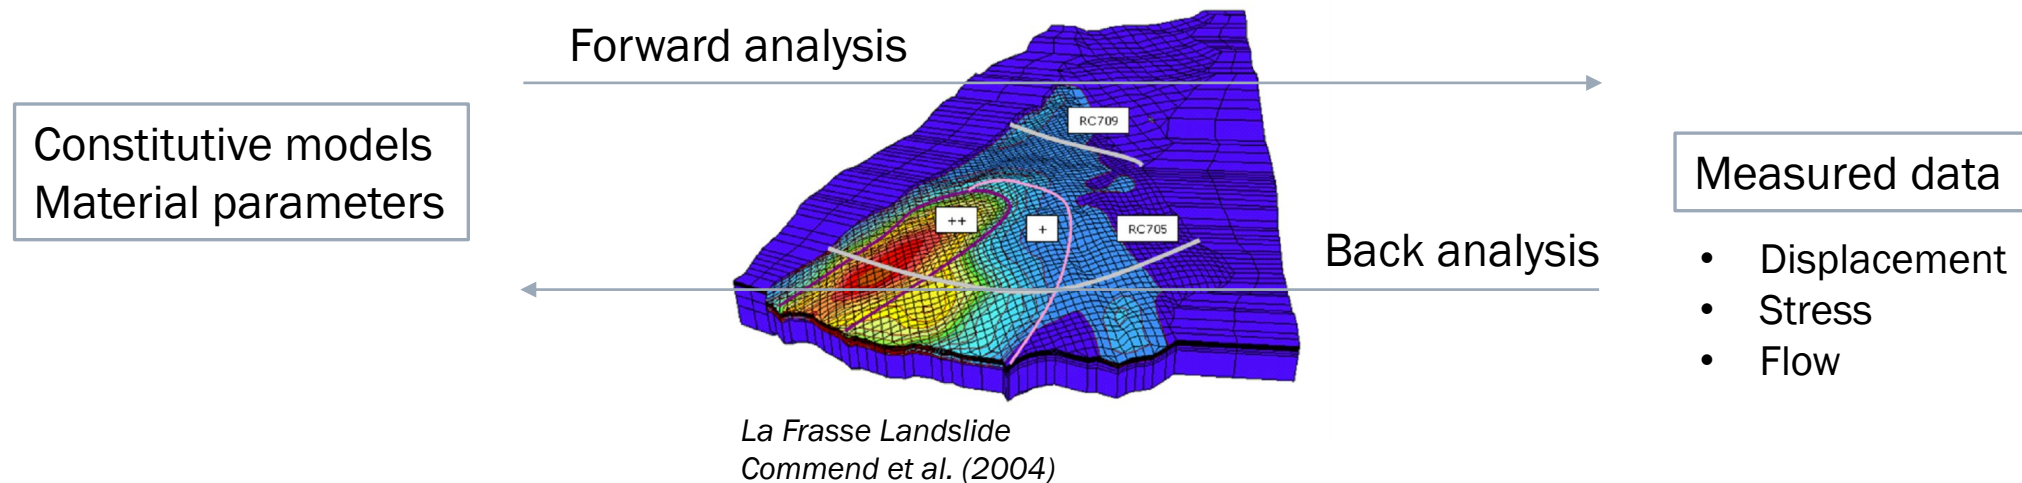 Forward analysis
Constitutive models
Material parameters
RC709
++
+
RC705
Measured data
Back analysis
• Displacement
• Stress
• Flow
La Frasse Landslide
Commend et al. (2004)